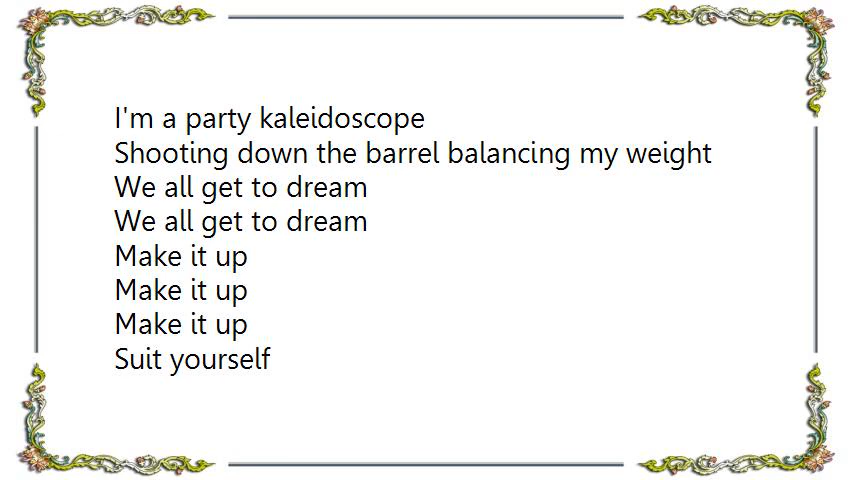 I'm a party kaleidoscope
Shooting down the barrel balancing my weight
We all get to dream
We all get to dream
Make it up
Make it up
Make it up
Suit yourself